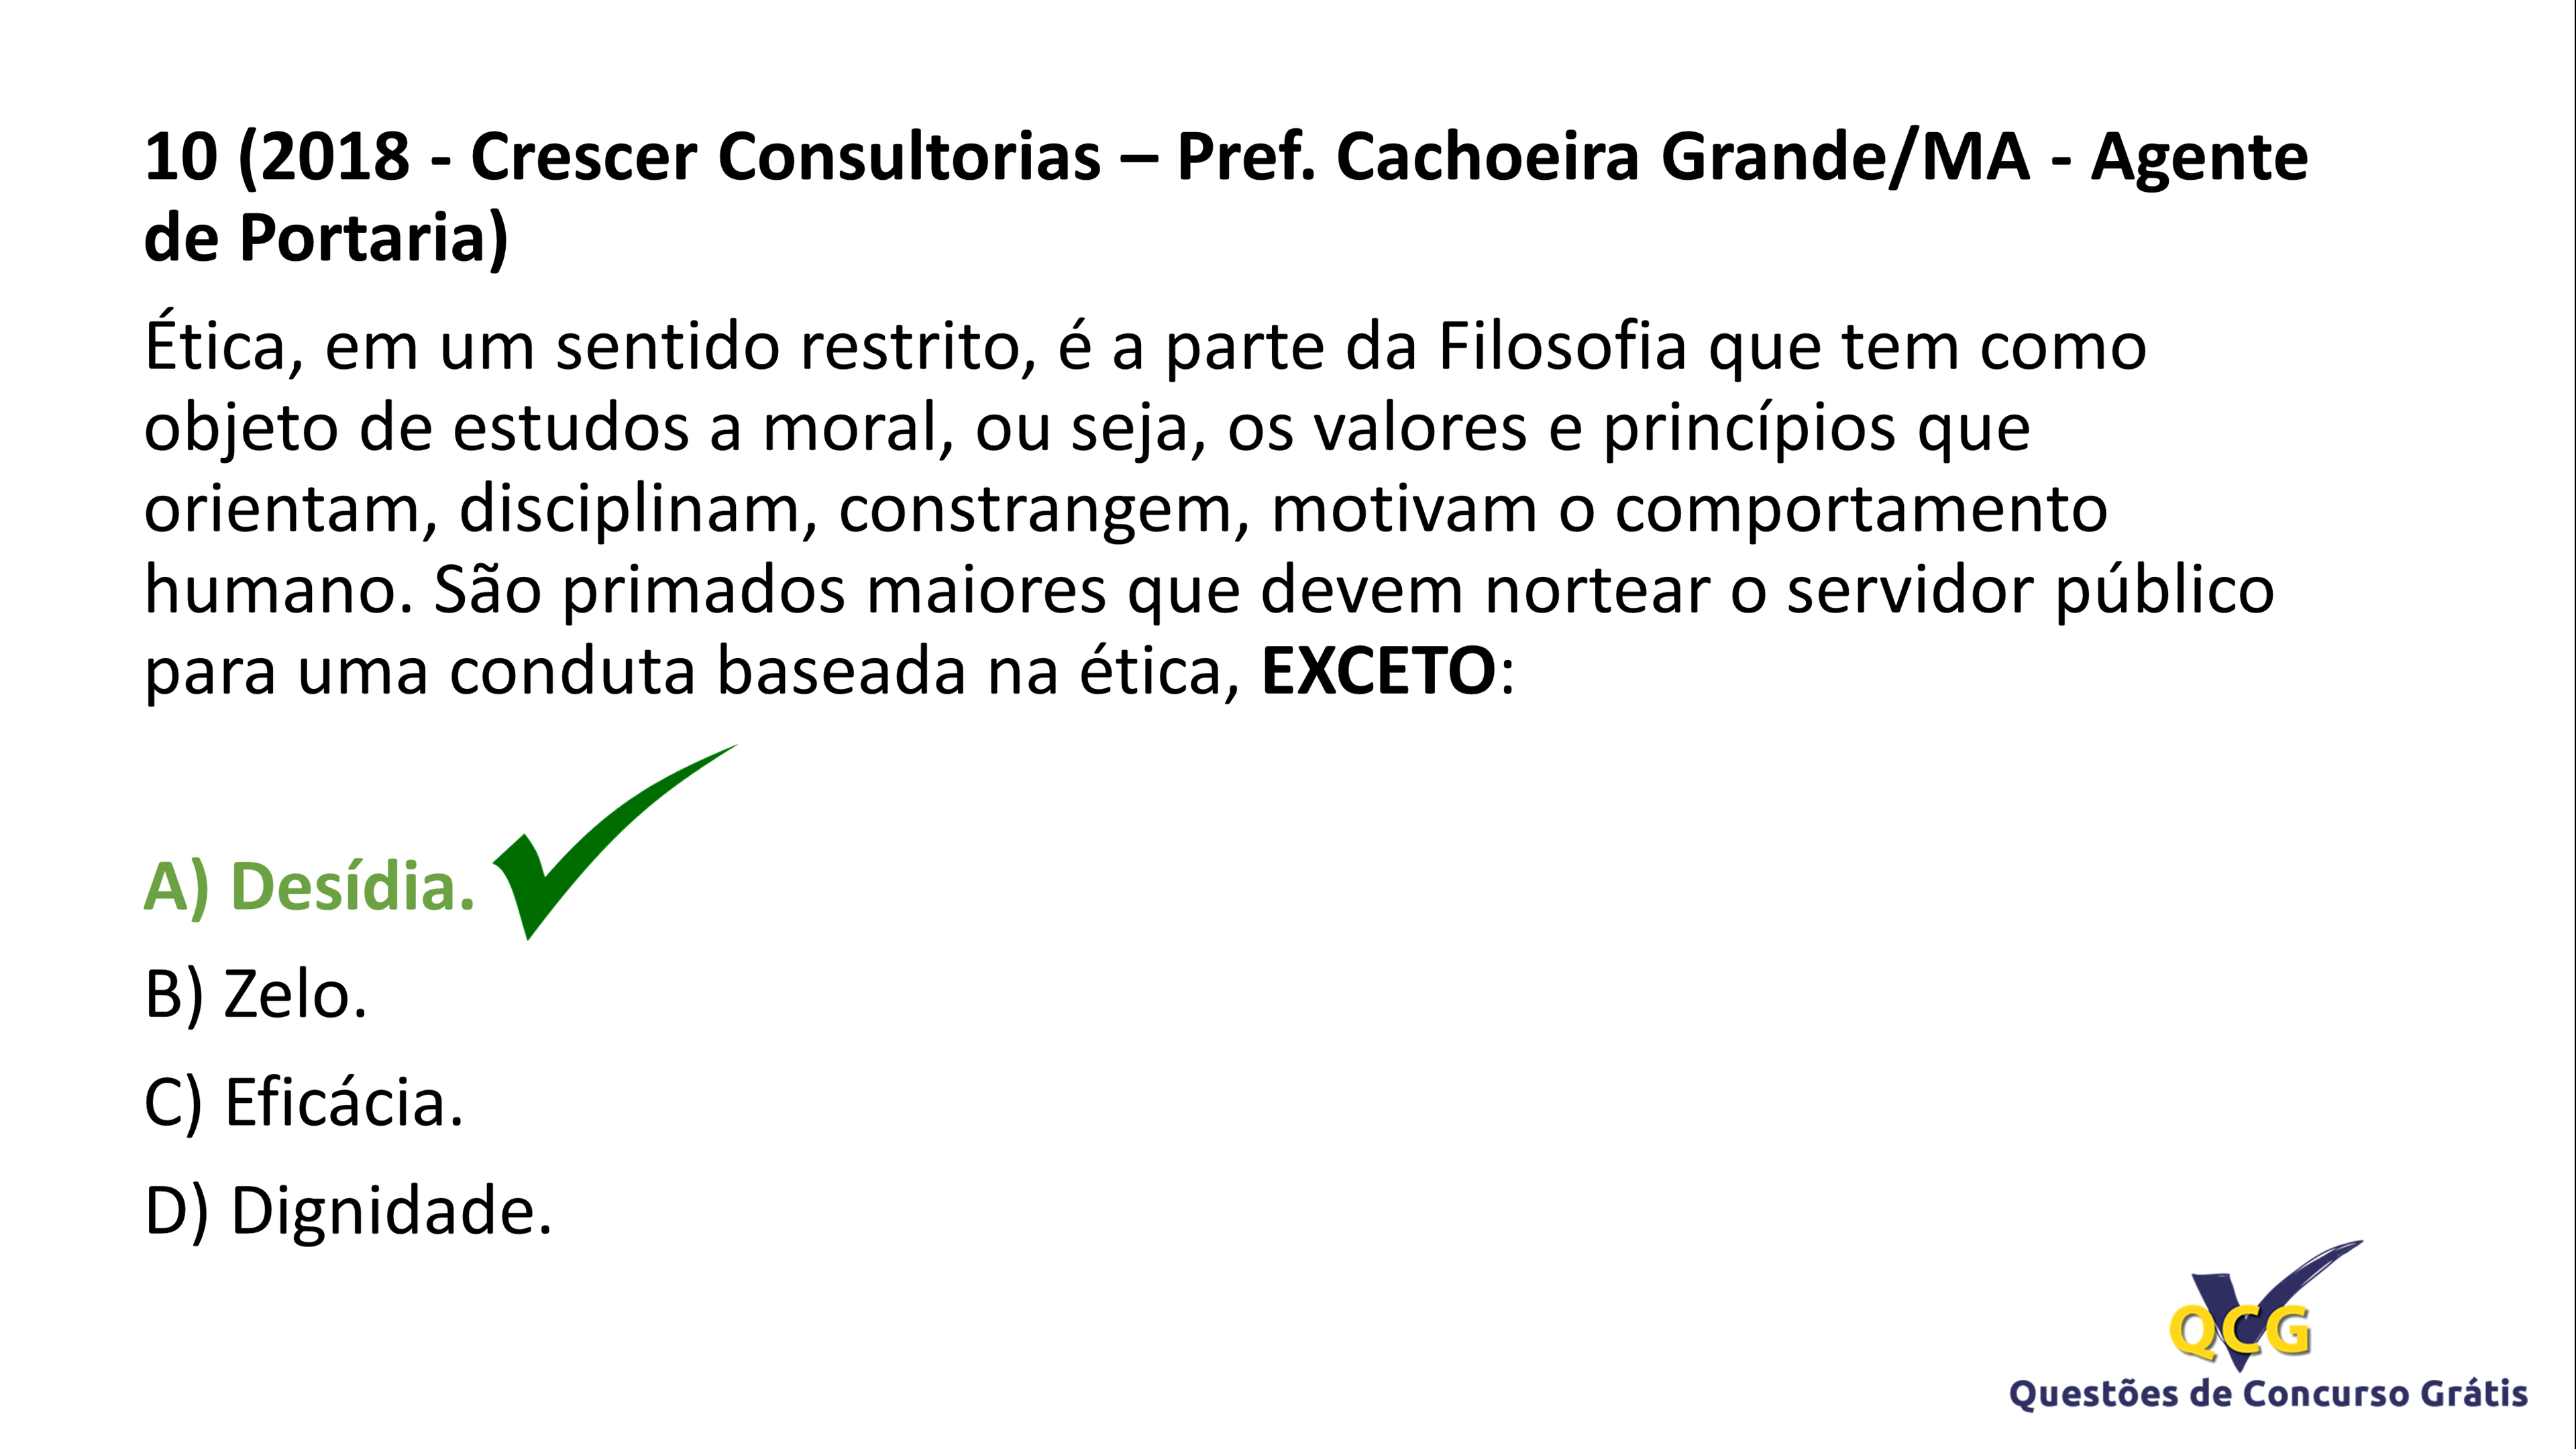 10 (2018 - Crescer Consultorias – Pref. Cachoeira Grande/MA - Agente
de Portaria)
Ética, em um sentido restrito, é a parte da Filosofia que tem como
objeto de estudos a moral, ou seja, os valores e princípios que
orientam, disciplinam, constrangem, motivam o comportamento
humano. São primados maiores que devem nortear o servidor público
para uma conduta baseada na ética, EXCETO:
A) Desídia.
B) Zelo.
C) Eficácia.
D) Dignidade.
QCG
Questões de Concurso Grátis